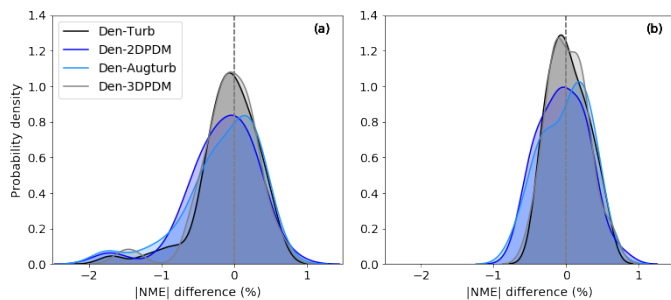 1.4
1.2
1.0
0.8
0.6
0.4
0.2
0.0
Probability density
Den-Turb
Den-2DPDM
Den-Augturb
Den-3DPDM
(a)
−2 −1 0 1
|NME| difference (%)
1.4
1.2
1.0
0.8
0.6
0.4
0.2
0.0
(b)
−2 −1 0 1
|NME| difference (%)